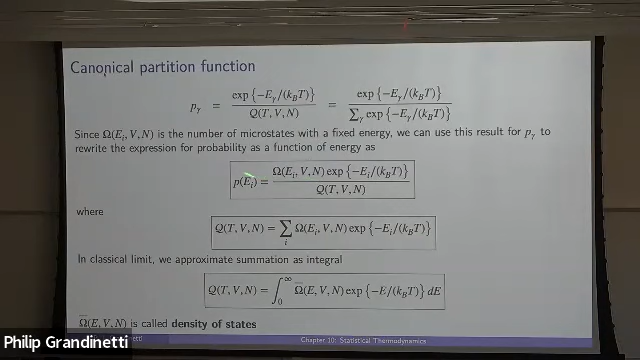 Canonical partition function
p_γ = exp {−E_γ/(k_BT)} / Q(T, V, N) = exp {−E_γ/(k_BT)} / ∑_γ exp {−E_γ/(k_BT)}
Since Ω(E_i, V, N) is the number of microstates with a fixed energy, we can use this result for p_γ to
rewrite the expression for probability as a function of energy as
p(E_i) = Ω(E_i, V, N) exp {−E_i/(k_BT)} / Q(T, V, N)
where
Q(T, V, N) = ∑_i Ω(E_i, V, N) exp {−E_i/(k_BT)}
In classical limit, we approximate summation as integral
Q(T, V, N) = ∫_0^∞ Ω̅(E, V, N) exp {−E/(k_BT)} dE
Ω̅(E, V, N) is called density of states
Philip Grandinetti
Chapter 10: Statistical Thermodynamics